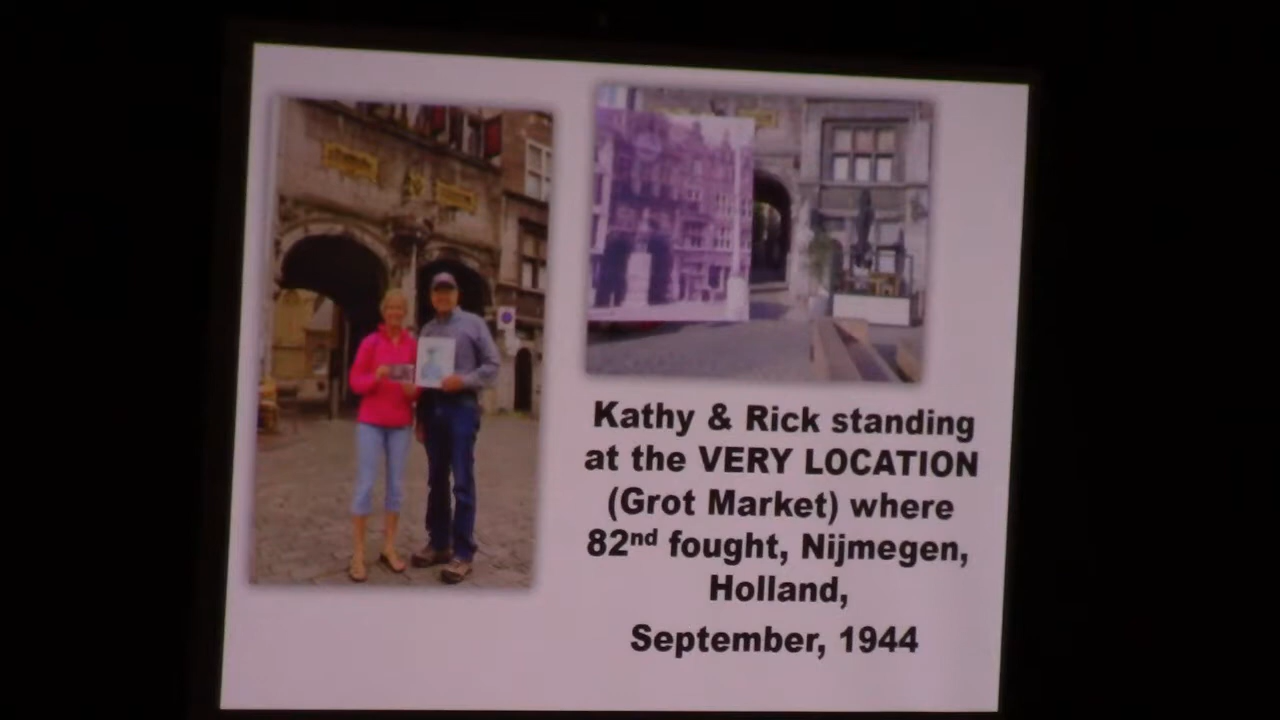 Kathy & Rick standing
at the VERY LOCATION
(Grot Market) where
82nd fought, Nijmegen,
Holland,
September, 1944